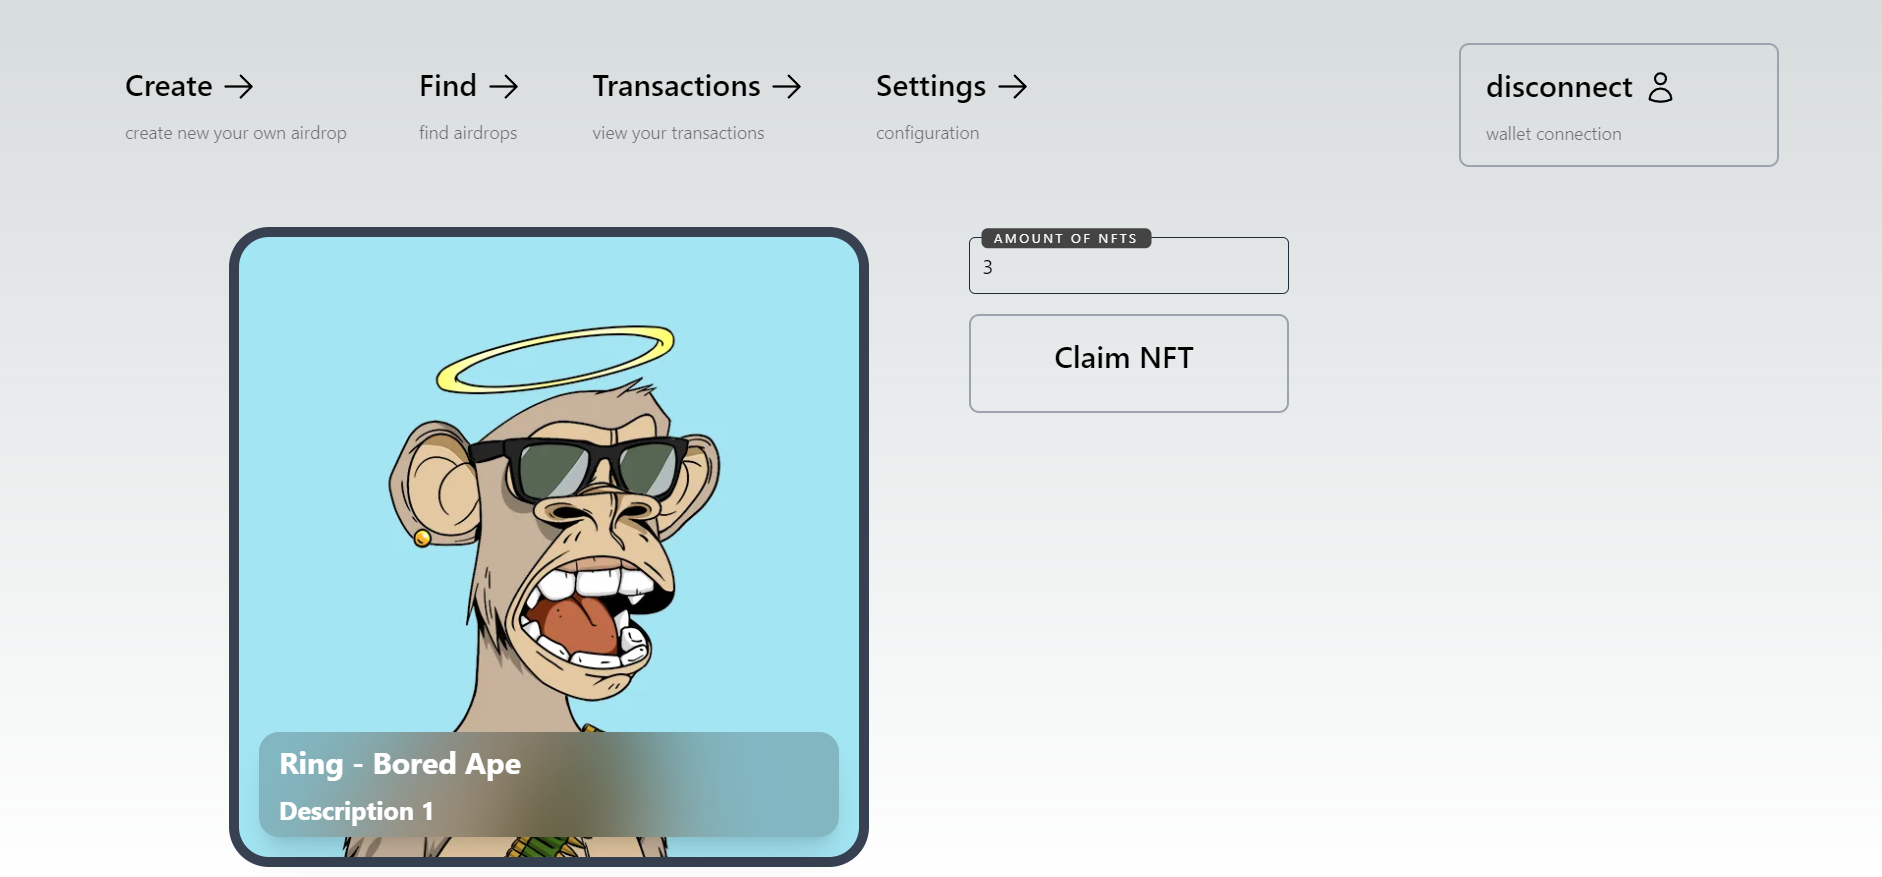 Create
create new your own airdrop
Find
find airdrops
Transactions
view your transactions
Settings
configuration
disconnect
wallet connection
AMOUNT OF NFTS
3
Claim NFT
Ring - Bored Ape
Description 1